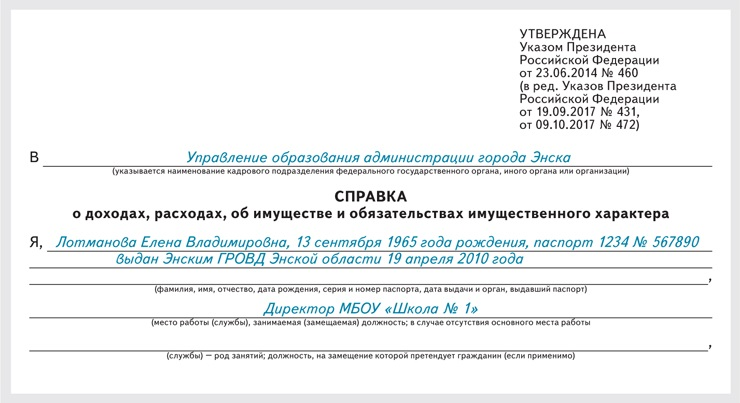 УТВЕРЖДЕНА
Указом Президента
Российской Федерации
от 23.06.2014 № 460
(в ред. Указов Президента
Российской Федерации
от 19.09.2017 № 431,
от 09.10.2017 № 472)
В Управление образования администрации города Энска
(указывается наименование кадрового подразделения федерального государственного органа, иного органа или организации)
СПРАВКА
о доходах, расходах, об имуществе и обязательствах имущественного характера
Я, Лотманова Елена Владимировна, 13 сентября 1965 года рождения, паспорт 1234 № 567890
выдан Энским ГРОВД Энской области 19 апреля 2010 года
,
(фамилия, имя, отчество, дата рождения, серия и номер паспорта, дата выдачи и орган, выдавший паспорт)
Директор МБОУ «Школа № 1»
(место работы (службы), занимаемая (замещаемая) должность; в случае отсутствия основного места работы
,
(службы) — род занятий; должность, на замещение которой претендует гражданин (если применимо)